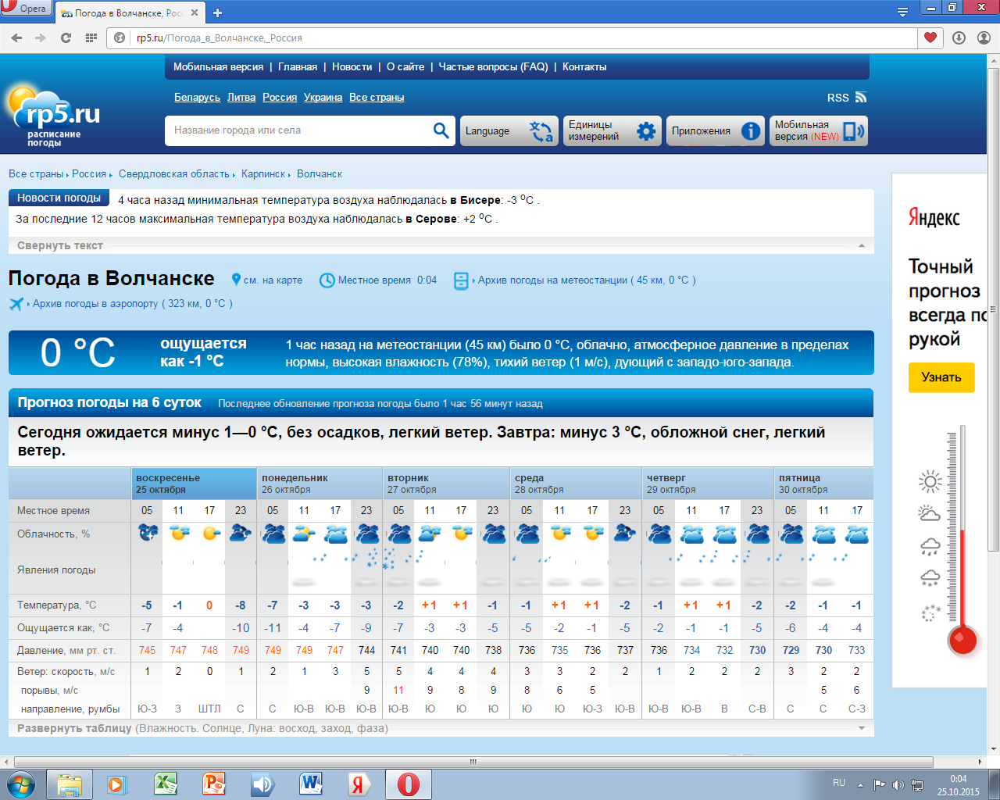 Opera
Погода в Волчанске, Росс
rp5.ru/Погода_в_Волчанске,_Россия
Мобильная версия | Главная | Новости | О сайте | Частые вопросы (FAQ) | Контакты
Беларусь Литва Россия Украина Все страны
RSS
rp5.ru
расписание
погоды
Название города или села
Language
Единицы
измерений
Приложения
Мобильная
версия (NEW)
Все страны Россия Свердловская область Карпинск Волчанск
Новости погоды 4 часа назад минимальная температура воздуха наблюдалась в Бисере: -3 °C .
За последние 12 часов максимальная температура воздуха наблюдалась в Серове: +2 °C .
Свернуть текст
Погода в Волчанске см. на карте Местное время 0:04 Архив погоды на метеостанции ( 45 км, 0 °C )
Архив погоды в аэропорту ( 323 км, 0 °C )
0 °C
ощущается
как -1 °C
1 час назад на метеостанции (45 км) было 0 °C, облачно, атмосферное давление в пределах
нормы, высокая влажность (78%), тихий ветер (1 м/с), дующий с западо-юго-запада.
Прогноз погоды на 6 суток Последнее обновление прогноза погоды было 1 час 56 минут назад
Сегодня ожидается минус 1—0 °C, без осадков, легкий ветер. Завтра: минус 3 °C, обложной снег, легкий
ветер.
воскресенье понедельник вторник среда четверг пятница
25 октября 26 октября 27 октября 28 октября 29 октября 30 октября
Местное время 05 11 17 23 05 11 17 23 05 11 17 23 05 11 17 23 05 11 17 23 05 11 17
Облачность, %
Явления погоды
Температура, °C -5 -1 0 -8 -7 -3 -3 -3 -2 +1 +1 -1 -1 +1 +1 -2 -1 +1 +1 -2 -2 -1 -1
Ощущается как, °C -7 -4 -10 -11 -4 -7 -9 -7 -3 -3 -5 -5 -2 -1 -5 -2 -1 -1 -5 -6 -4 -4
Давление, мм рт. ст. 745 747 748 749 749 749 747 744 741 740 740 738 736 735 736 737 736 734 732 730 729 730 733
Ветер: скорость, м/с 1 2 0 1 2 1 3 5 5 4 4 4 3 3 2 2 1 2 2 2 3 2 2
порывы, м/с 9 11 9 8 9 8 6 5 5 6
направление, румбы Ю-З З ШТЛ С С Ю-В Ю-В Ю-В Ю-В Ю Ю Ю Ю Ю Ю-З Ю-В Ю-В Ю-В В С-В С С С-З
Развернуть таблицу (Влажность. Солнце, Луна: восход, заход, фаза)
Яндекс
Точный
прогноз
всегда по
рукой
Узнать
RU
0:04
25.10.2015